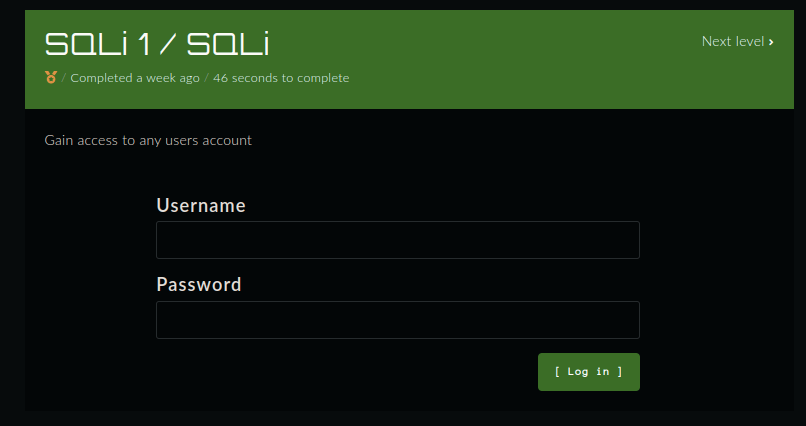 SQLi 1 / SQLi
Next level ›
/ Completed a week ago / 46 seconds to complete
Gain access to any users account
Username
Password
[ Log in ]